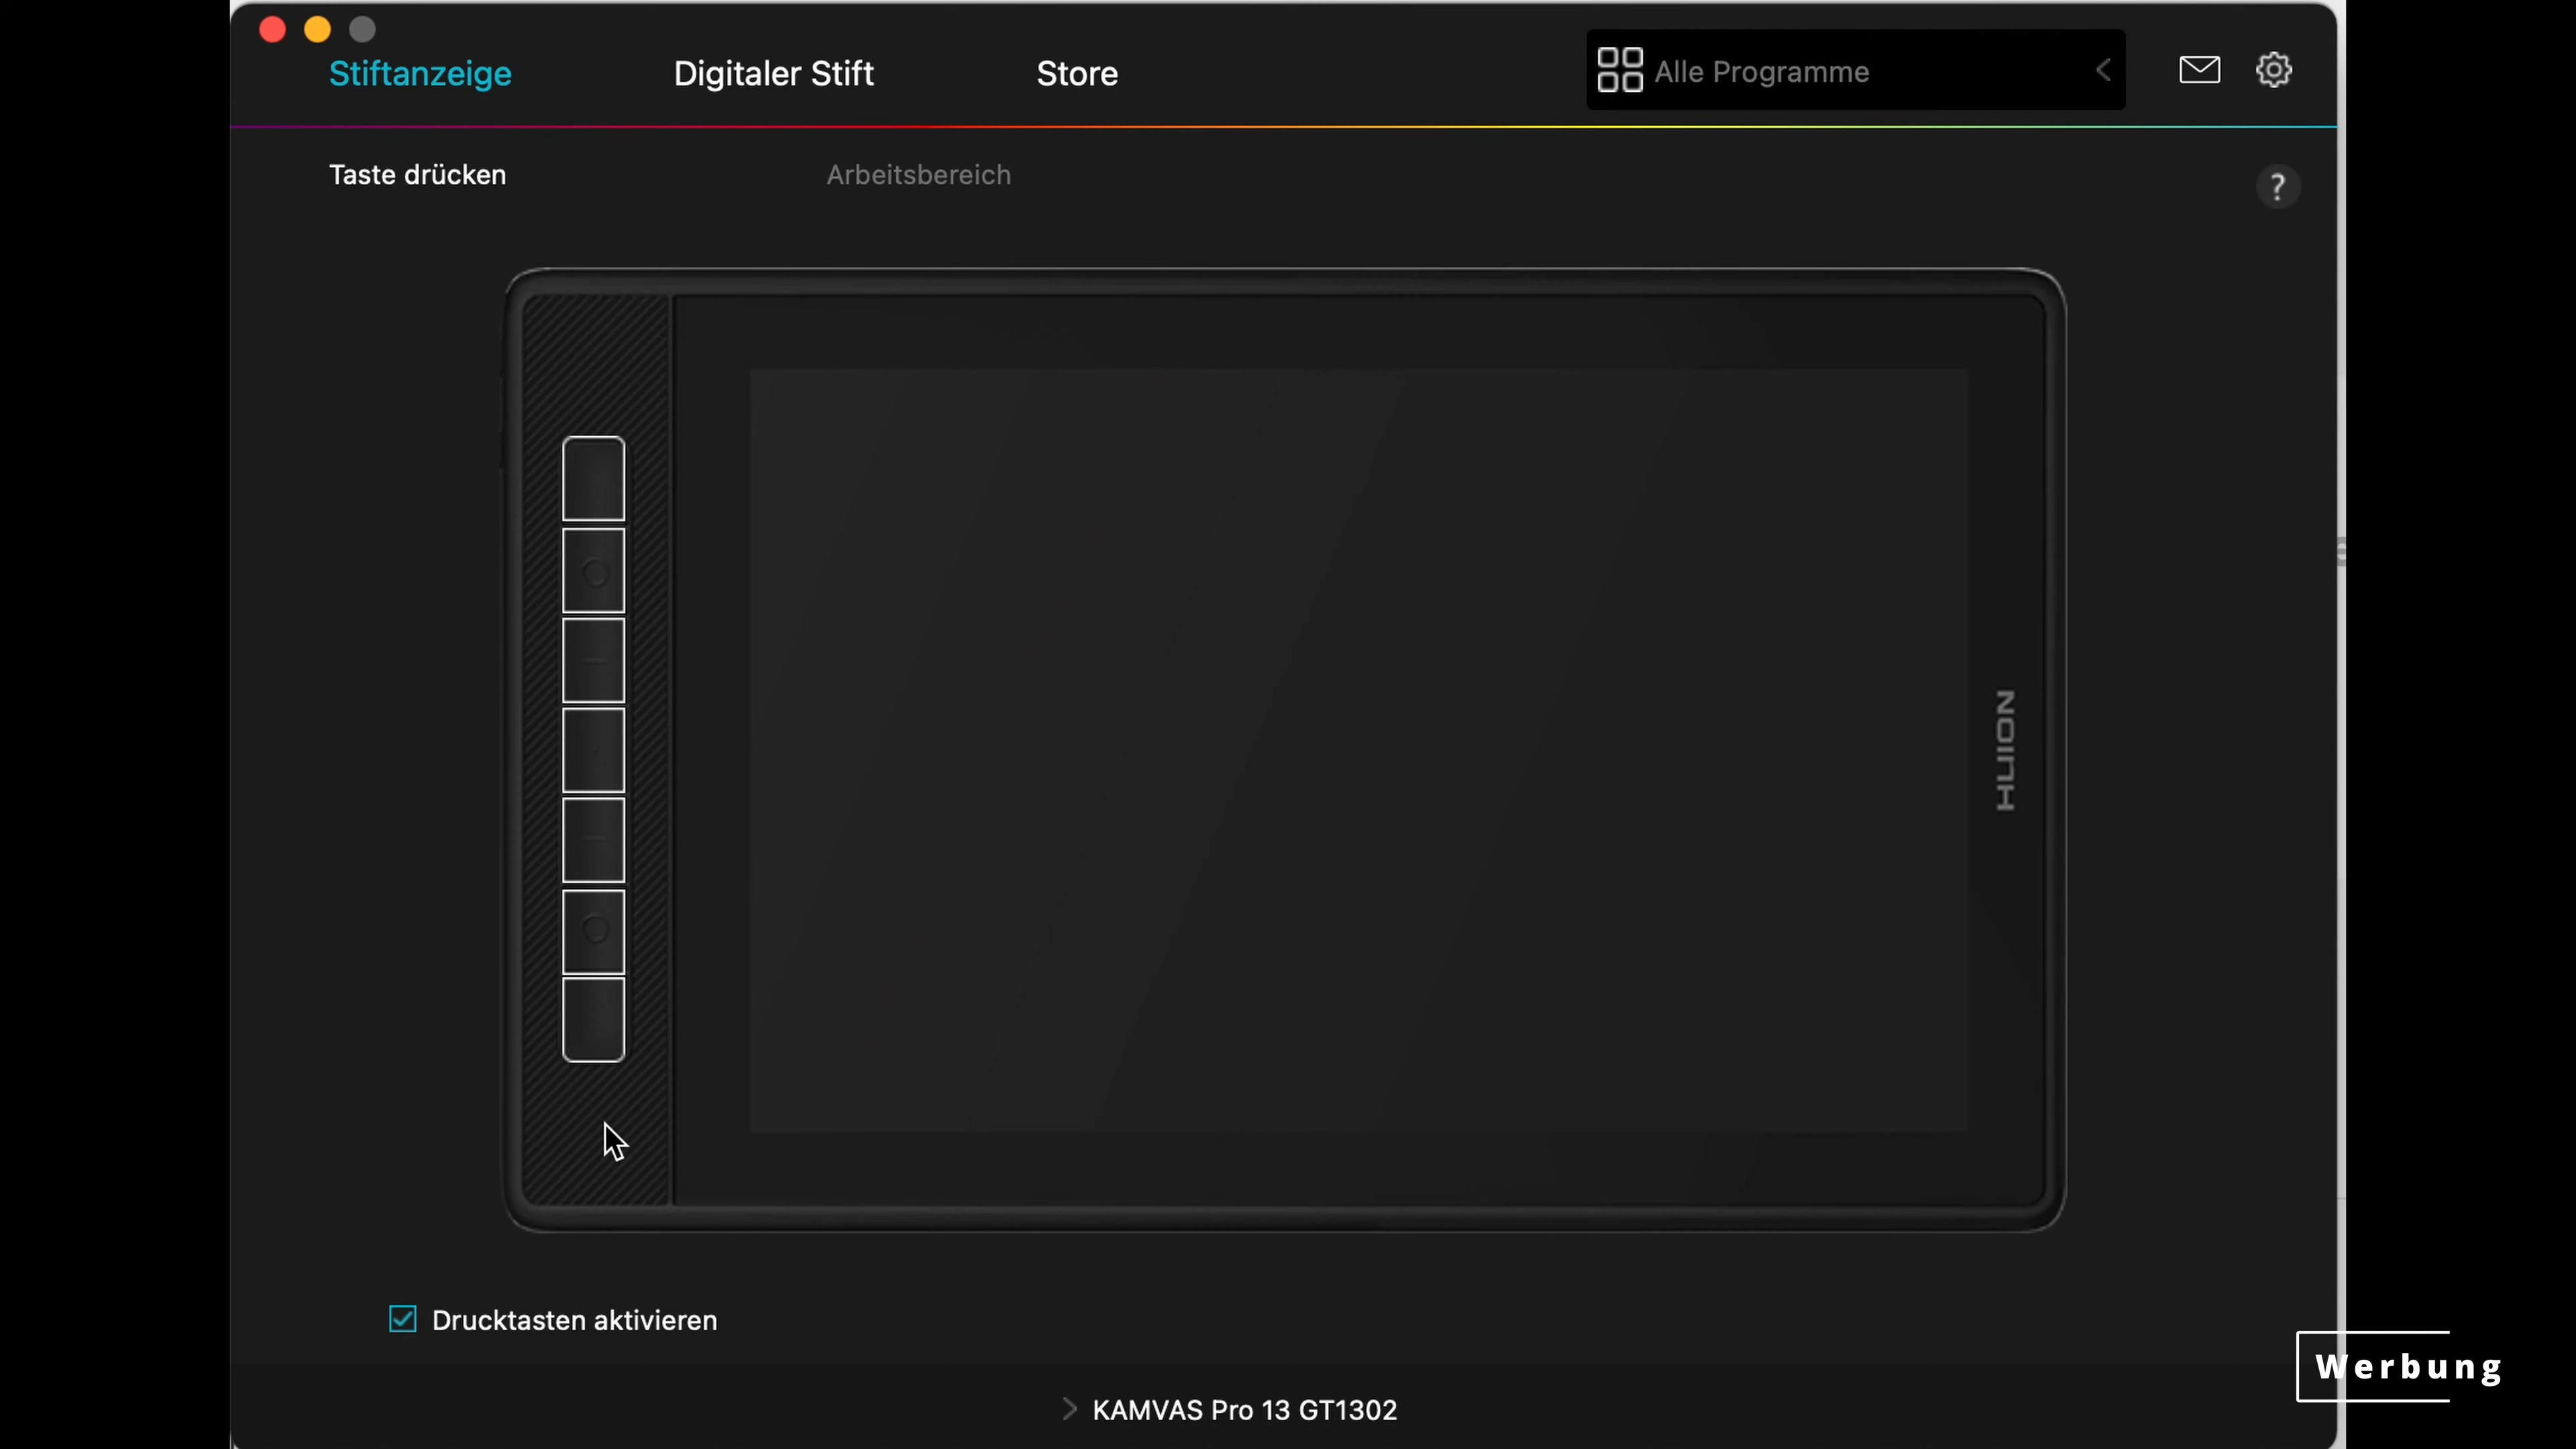 Stiftanzeige Digitaler Stift Store Alle Programme
Taste drücken Arbeitsbereich ?
HUION
Drucktasten aktivieren
Werbung
KAMVAS Pro 13 GT1302